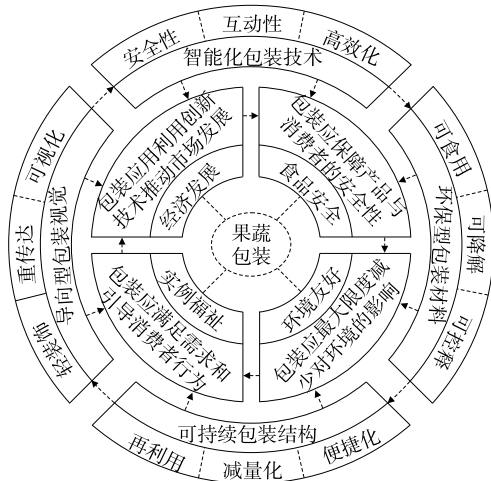 安全性
互动性
高效化
智能化包装技术
可视化
重传达
轻装饰
导向型包装视觉
包装应用利用创新
技术推动市场发展
经济发展
包装应保障产品与
消费者的安全性
食品安全
可食用
可降解
可控释
环保型包装材料
果蔬
包装
实例福祉
包装应满足需求和
引导消费者行为
环境友好
包装应最大限度减
少对环境的影响
可持续包装结构
再利用
减量化
便捷化